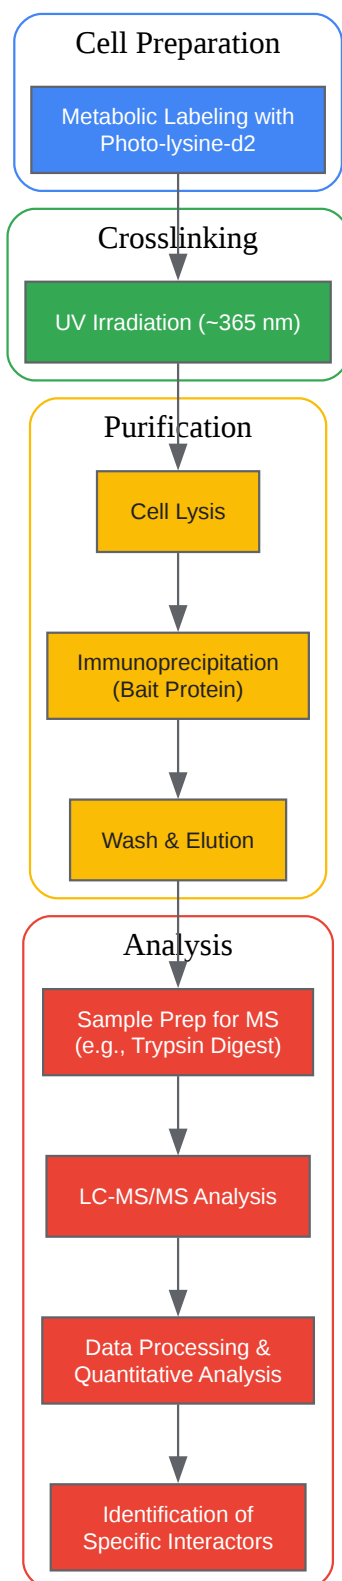 Cell Preparation
Metabolic Labeling with
Photo-lysine-d2
Crosslinking
UV Irradiation (~365 nm)
Purification
Cell Lysis
Immunoprecipitation
(Bait Protein)
Wash & Elution
Analysis
Sample Prep for MS
(e.g., Trypsin Digest)
LC-MS/MS Analysis
Data Processing &
Quantitative Analysis
Identification of
Specific Interactors